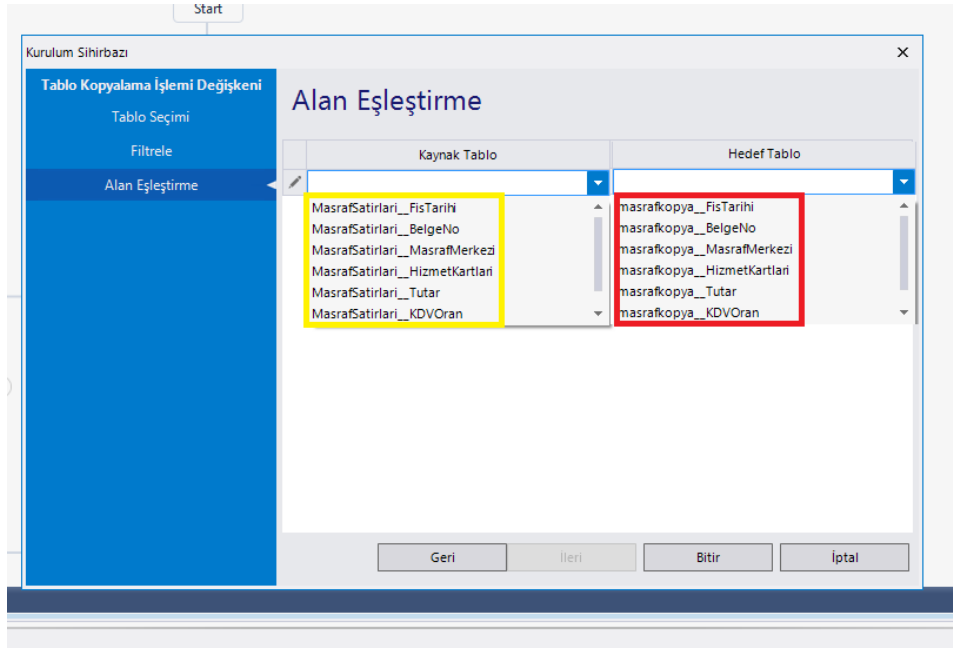 Start
Kurulum Sihirbazı
Tablo Kopyalama İşlemi Değişkeni
Tablo Seçimi
Filtrele
Alan Eşleştirme
Alan Eşleştirme
Kaynak Tablo
Hedef Tablo
MasrafSatirlari__FisTarihi
MasrafSatirlari__BelgeNo
MasrafSatirlari__MasrafMerkezi
MasrafSatirlari__HizmetKartlari
MasrafSatirlari__Tutar
MasrafSatirlari__KDVOran
masrafkopya__FisTarihi
masrafkopya__BelgeNo
masrafkopya__MasrafMerkezi
masrafkopya__HizmetKartlari
masrafkopya__Tutar
masrafkopya__KDVOran
Geri
İleri
Bitir
İptal